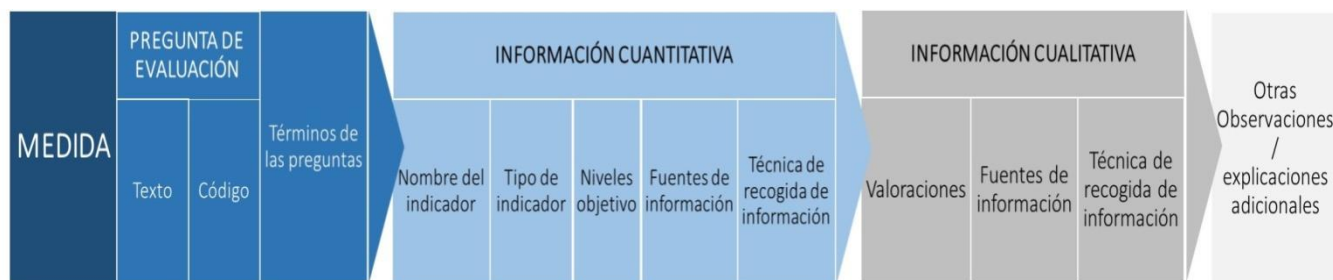 MEDIDA
PREGUNTA DE
EVALUACIÓN
Texto
Código
Términos de
las preguntas
INFORMACIÓN CUANTITATIVA
Nombre del
indicador
Tipo de
indicador
Niveles
objetivo
Fuentes de
información
Técnica de
recogida de
información
INFORMACIÓN CUALITATIVA
Valoraciones
Fuentes de
información
Técnica de
recogida de
información
Otras
Observaciones
/
explicaciones
adicionales